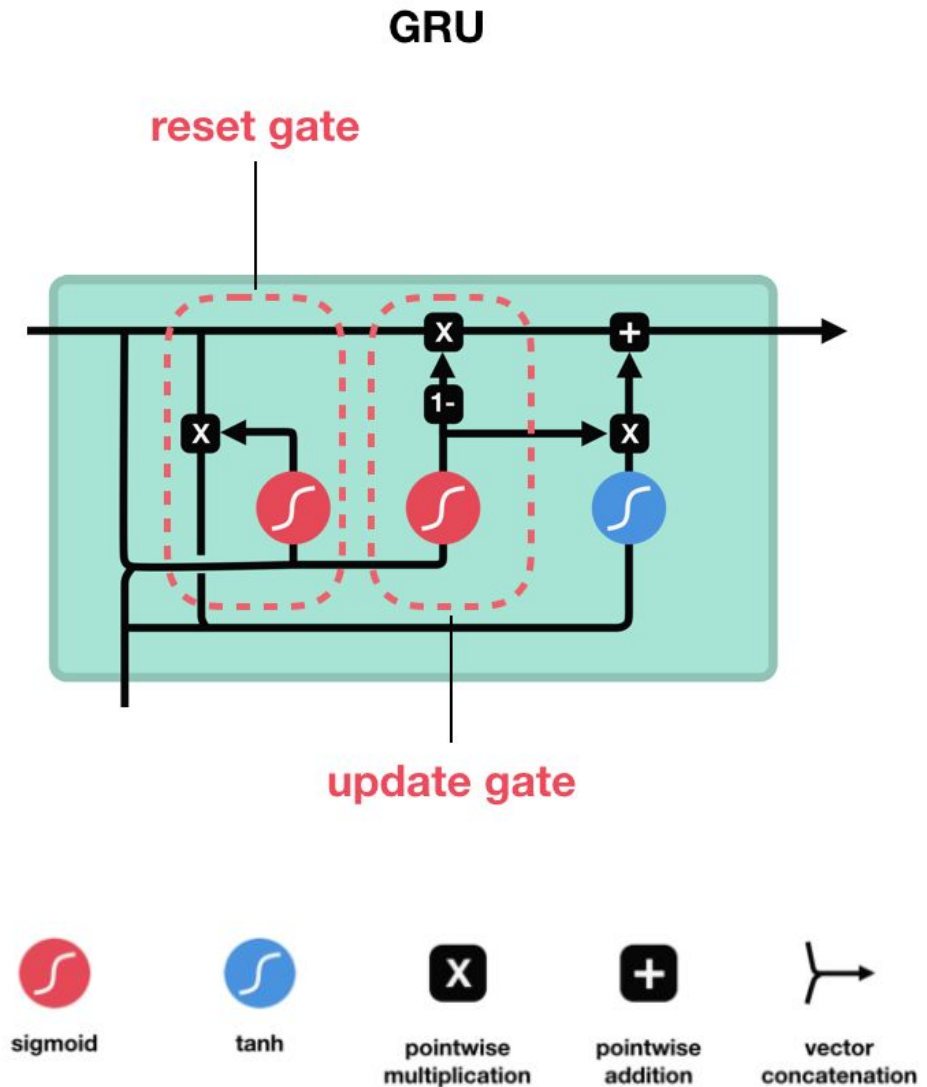 GRU
reset gate
X
+
1-
X
X
update gate
X
+
sigmoid
tanh
pointwise
multiplication
pointwise
addition
vector
concatenation